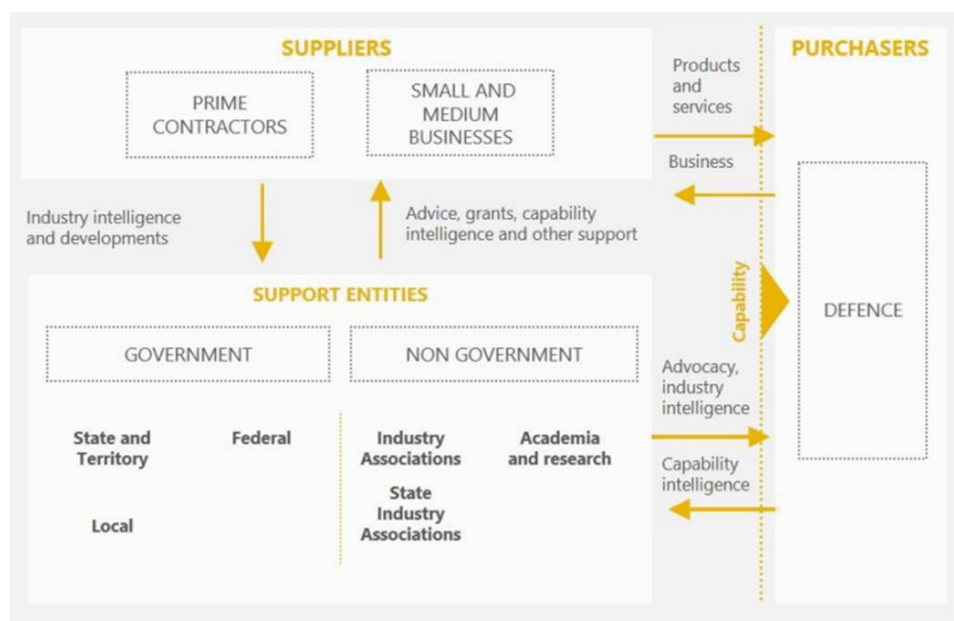 SUPPLIERS
PRIME
CONTRACTORS
SMALL AND
MEDIUM
BUSINESSES
Products
and
services
Business
PURCHASERS
DEFENCE
Industry intelligence
and developments
Advice, grants, capability
intelligence and other support
Capability
SUPPORT ENTITIES
GOVERNMENT
NON GOVERNMENT
State and
Territory
Federal
Local
Industry
Associations
Academia
and research
State
Industry
Associations
Advocacy,
industry
intelligence
Capability
intelligence